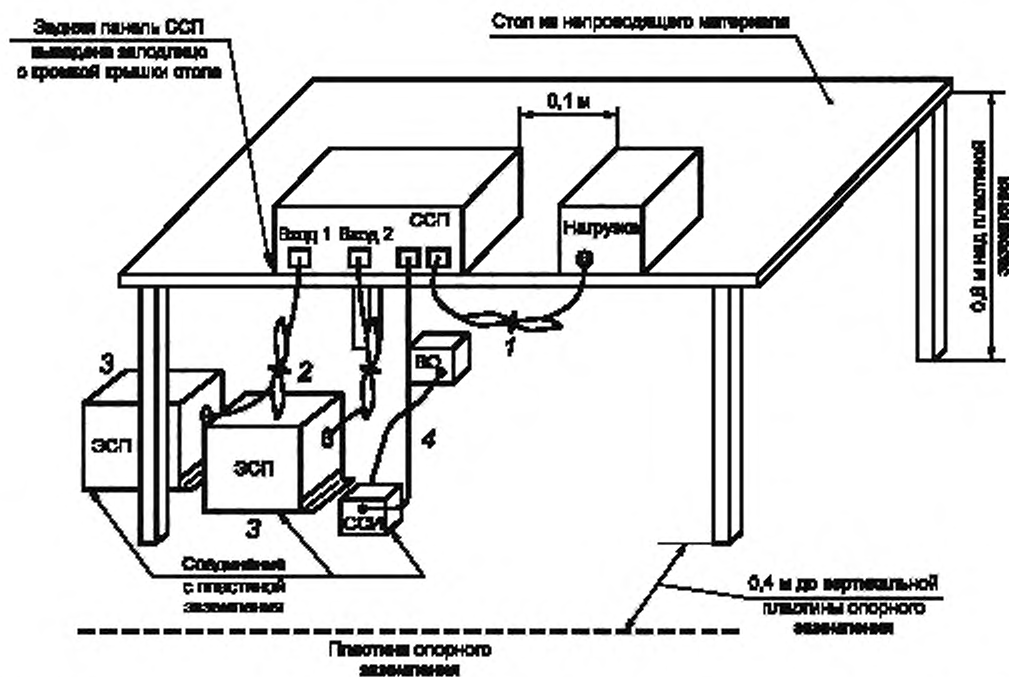 Задняя панель ССП
выведена заподлицо
с кромкой крышки стола
Стол из непроводящего материала
0,1 м
ССП
Вход 1 Вход 2
Нагрузка
0,8 м над пластиной
заземления
1
ВО
3
2
ЭСП
ЭСП
4
3
ССИ
Соединение
с пластиной
заземления
0,4 м до вертикальной
пластины опорного
заземления
Пластина опорного
заземления